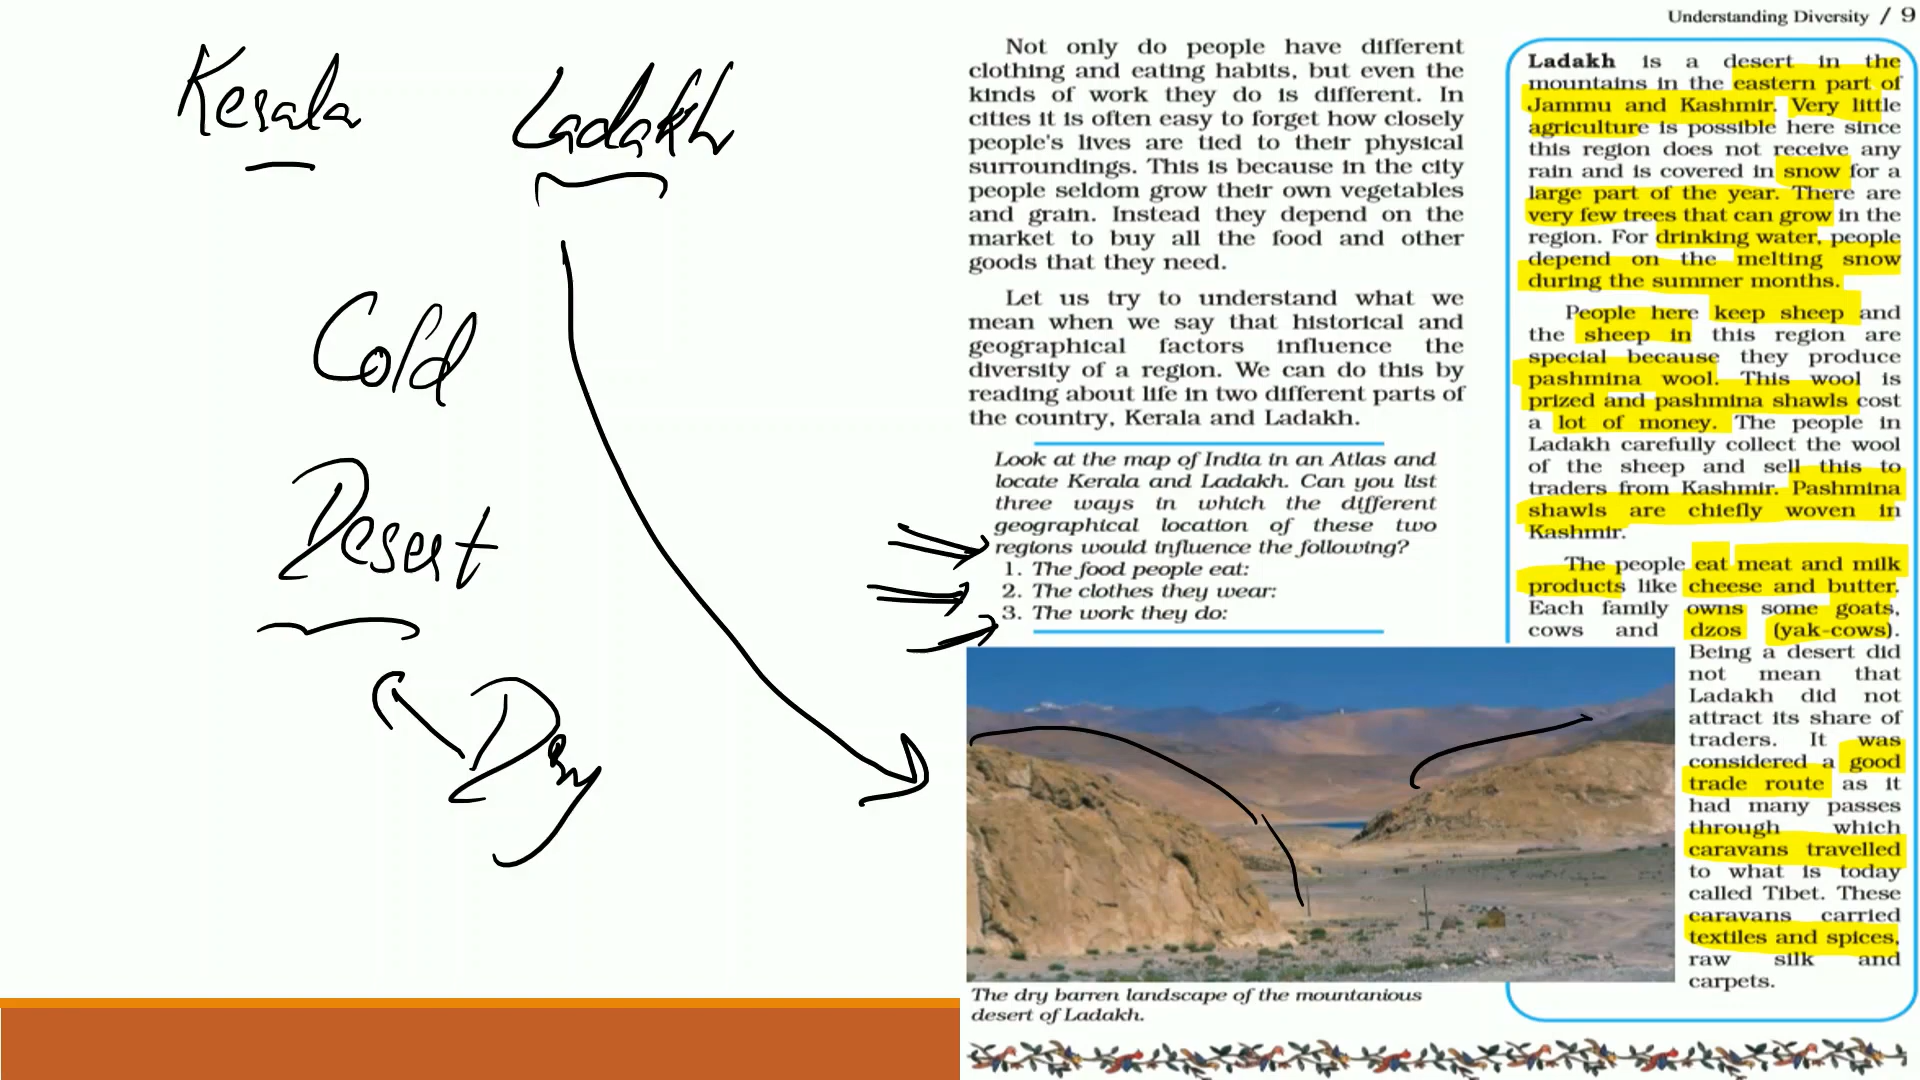 Kerala
Ladakh
Cold
Desert
Dry
Understanding Diversity / 9
Not only do people have different
clothing and eating habits, but even the
kinds of work they do is different. In
cities it is often easy to forget how closely
people's lives are tied to their physical
surroundings. This is because in the city
people seldom grow their own vegetables
and grain. Instead they depend on the
market to buy all the food and other
goods that they need.
Let us try to understand what we
mean when we say that historical and
geographical factors influence the
diversity of a region. We can do this by
reading about life in two different parts of
the country, Kerala and Ladakh.
Look at the map of India in an Atlas and
locate Kerala and Ladakh. Can you list
three ways in which the different
geographical location of these two
regions would influence the following?
1. The food people eat:
2. The clothes they wear:
3. The work they do:
The dry barren landscape of the mountanious
desert of Ladakh.
Ladakh is a desert in the
mountains in the eastern part of
Jammu and Kashmir. Very little
agriculture is possible here since
this region does not receive any
rain and is covered in snow for a
large part of the year. There are
very few trees that can grow in the
region. For drinking water, people
depend on the melting snow
during the summer months.
People here keep sheep and
the sheep in this region are
special because they produce
pashmina wool. This wool is
prized and pashmina shawls cost
a lot of money. The people in
Ladakh carefully collect the wool
of the sheep and sell this to
traders from Kashmir. Pashmina
shawls are chiefly woven in
Kashmir.
The people eat meat and milk
products like cheese and butter.
Each family owns some goats,
cows and dzos (yak-cows).
Being a desert did
not mean that
Ladakh did not
attract its share of
traders. It was
considered a good
trade route as it
had many passes
through which
caravans travelled
to what is today
called Tibet. These
caravans carried
textiles and spices,
raw silk and
carpets.